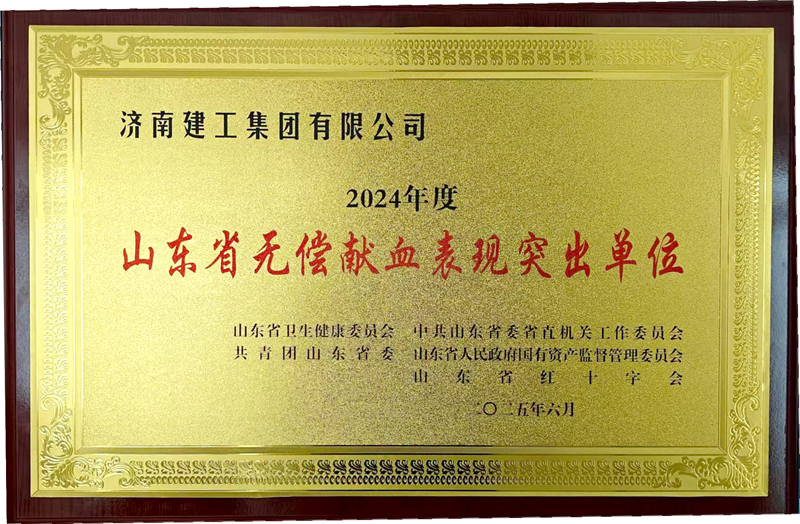 济南建工集团有限公司
2024年度
山东省无偿献血表现突出单位
山东省卫生健康委员会 中共山东省委省直机关工作委员会
共青团山东省委 山东省人民政府国有资产监督管理委员会
山东省红十字会
二〇二五年六月